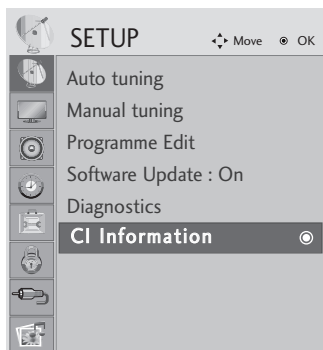 SETUP Move OK
Auto tuning
Manual tuning
Programme Edit
Software Update : On
Diagnostics
CI Information